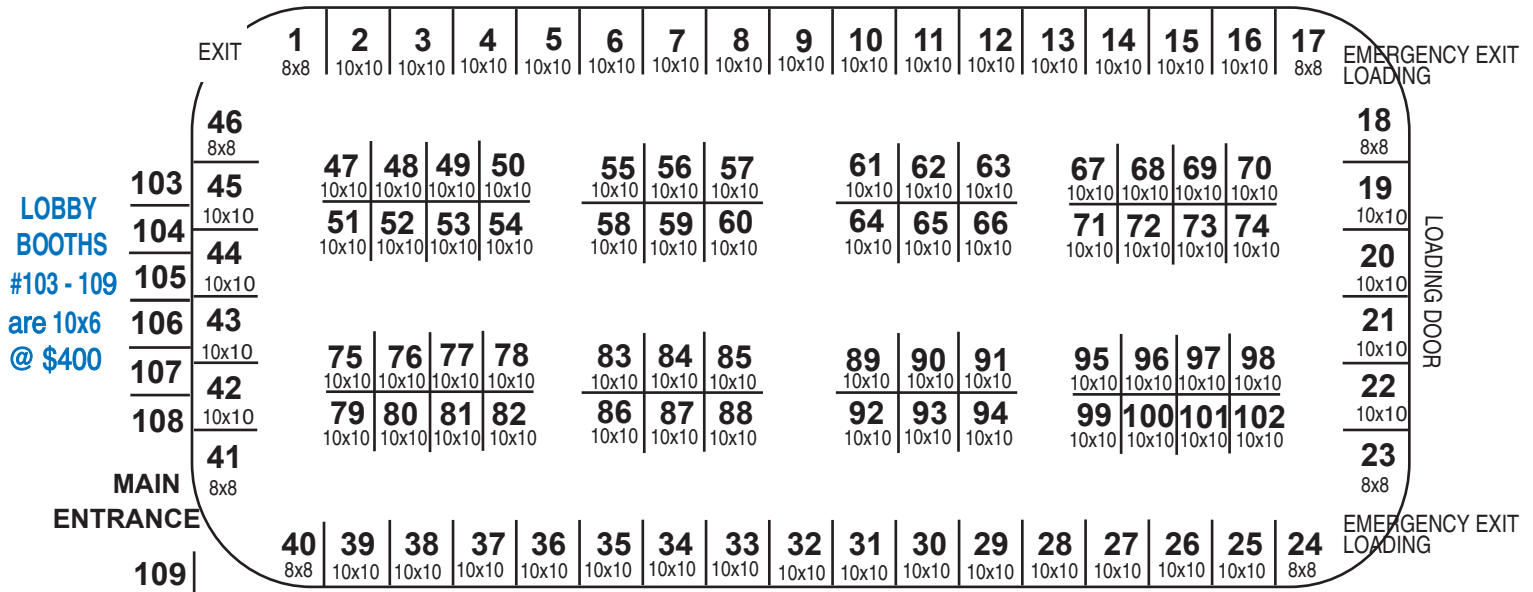 1 2 3 4 5 6 7 8 9 10 11 12 13 14 15 16 17
EXIT
8x8 10x10 10x10 10x10 10x10 10x10 10x10 10x10 10x10 10x10 10x10 10x10 10x10 10x10 10x10 10x10 8x8
EMERGENCY EXIT
LOADING
46
8x8
18
8x8
103
104
105
106
107
108
LOBBY
BOOTHS
#103 - 109
are 10x6
@ $400
45
10x10
44
10x10
43
10x10
42
10x10
41
8x8
47 48 49 50
10x10 10x10 10x10 10x10
51 52 53 54
10x10 10x10 10x10 10x10
55 56 57
10x10 10x10 10x10
58 59 60
10x10 10x10 10x10
61 62 63
10x10 10x10 10x10
64 65 66
10x10 10x10 10x10
67 68 69 70
10x10 10x10 10x10 10x10
71 72 73 74
10x10 10x10 10x10 10x10
19
10x10
20
10x10
21
10x10
22
10x10
23
8x8
LOADING DOOR
75 76 77 78
10x10 10x10 10x10 10x10
79 80 81 82
10x10 10x10 10x10 10x10
83 84 85
10x10 10x10 10x10
86 87 88
10x10 10x10 10x10
89 90 91
10x10 10x10 10x10
92 93 94
10x10 10x10 10x10
95 96 97 98
10x10 10x10 10x10 10x10
99 100 101 102
10x10 10x10 10x10 10x10
MAIN
ENTRANCE
109
EMERGENCY EXIT
LOADING
40 39 38 37 36 35 34 33 32 31 30 29 28 27 26 25 24
8x8 10x10 10x10 10x10 10x10 10x10 10x10 10x10 10x10 10x10 10x10 10x10 10x10 10x10 10x10 10x10 8x8